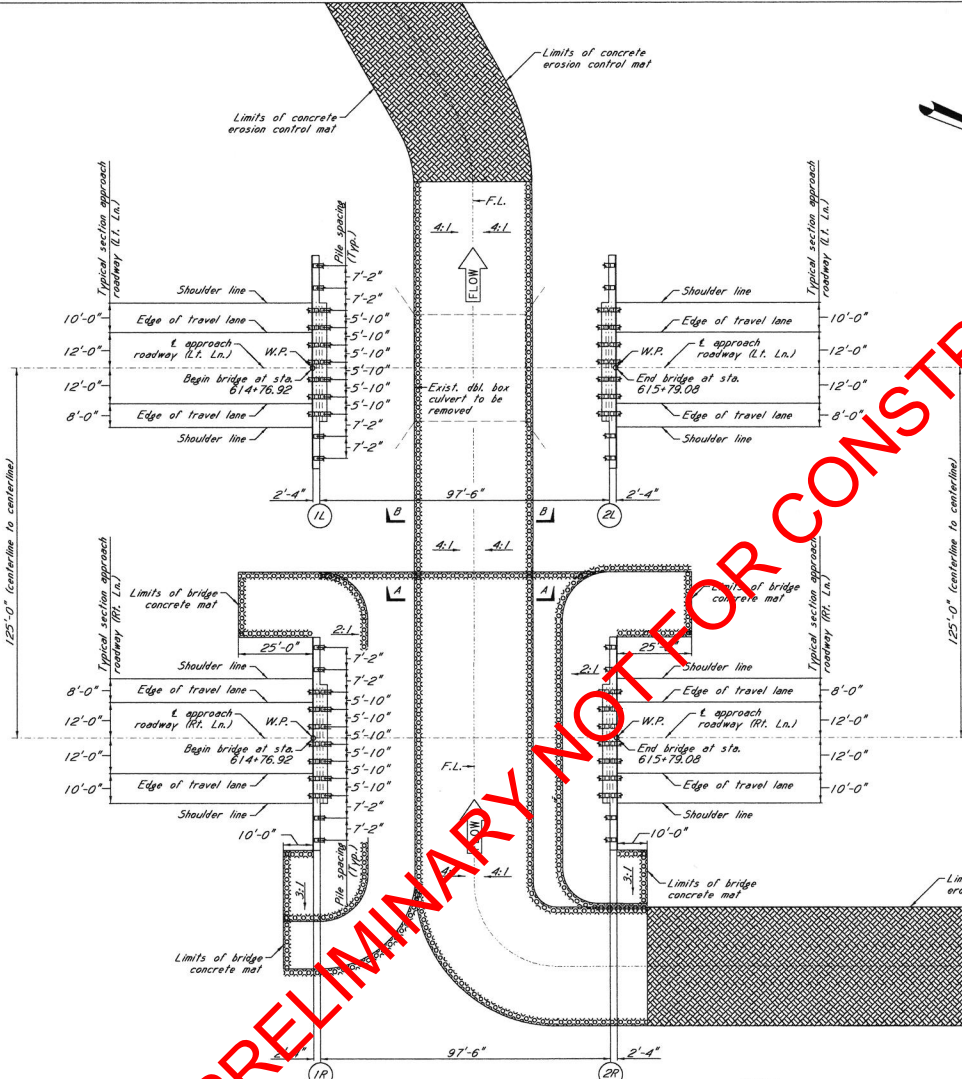 Limits of concrete
erosion control mat
Limits of concrete
erosion control mat
Typical section approach
roadway (Lt. Ln.)
Pile spacing
(Typ.)
F.L.
4:1
4:1
FLOW
Typical section approach
roadway (Lt. Ln.)
7'-2"
7'-2"
5'-10"
5'-10"
5'-10"
5'-10"
5'-10"
5'-10"
7'-2"
7'-2"
Shoulder line
Edge of travel lane
℄ approach
roadway (Lt. Ln.)
W.P.
Begin bridge at sta.
614+76.92
Edge of travel lane
Shoulder line
10'-0"
12'-0"
12'-0"
8'-0"
Exist. dbl. box
culvert to be
removed
Shoulder line
Edge of travel lane
℄ approach
roadway (Lt. Ln.)
W.P.
End bridge at sta.
615+79.08
Edge of travel lane
Shoulder line
10'-0"
12'-0"
12'-0"
8'-0"
125'-0" (centerline to centerline)
125'-0" (centerline to centerline)
2'-4"
97'-6"
2'-4"
1L
B
B
2L
4:1
4:1
A
A
Limits of bridge
concrete mat
Limits of bridge
concrete mat
2:1
25'-0"
2:1
Typical section approach
roadway (Rt. Ln.)
Typical section approach
roadway (Rt. Ln.)
7'-2"
7'-2"
5'-10"
5'-10"
5'-10"
5'-10"
5'-10"
5'-10"
7'-2"
7'-2"
Shoulder line
Edge of travel lane
℄ approach
roadway (Rt. Ln.)
W.P.
Begin bridge at sta.
614+76.92
Edge of travel lane
Shoulder line
8'-0"
12'-0"
12'-0"
10'-0"
F.L.
FLOW
4:1
Shoulder line
Edge of travel lane
℄ approach
roadway (Rt. Ln.)
W.P.
End bridge at sta.
615+79.08
Edge of travel lane
Shoulder line
8'-0"
12'-0"
12'-0"
10'-0"
10'-0"
3:1
Pile spacing
(Typ.)
10'-0"
3:1
Limits of bridge
concrete mat
Limits of bridge
concrete mat
97'-6"
2'-4"
1R
2R
PRELIMINARY NOT FOR CONSTR